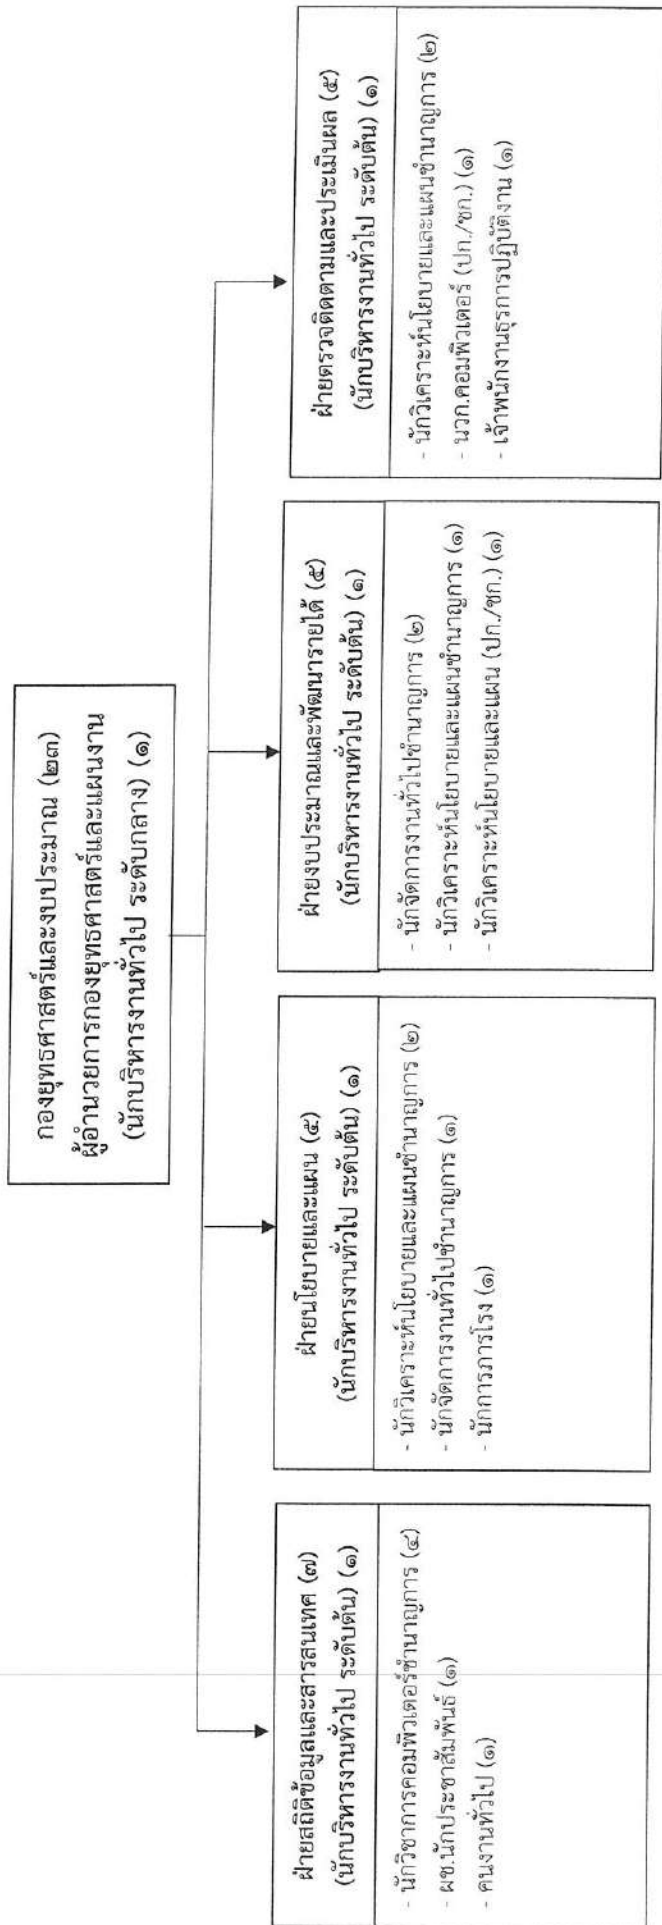 กองยุทธศาสตร์และงบประมาณ (๒๓)
ผู้อำนวยการกองยุทธศาสตร์และแผนงาน
(นักบริหารงานทั่วไป ระดับกลาง) (๑)
ฝ่ายสถิติข้อมูลและสารสนเทศ (๗)
(นักบริหารงานทั่วไป ระดับต้น) (๑)
- นักวิชาการคอมพิวเตอร์ชำนาญการ (๔)
- ผช.นักประชาสัมพันธ์ (๑)
- คนงานทั่วไป (๑)
ฝ่ายนโยบายและแผน (๕)
(นักบริหารงานทั่วไป ระดับต้น) (๑)
- นักวิเคราะห์นโยบายและแผนชำนาญการ (๒)
- นักจัดการงานทั่วไปชำนาญการ (๑)
- นักการภารโรง (๑)
ฝ่ายงบประมาณและพัฒนารายได้ (๕)
(นักบริหารงานทั่วไป ระดับต้น) (๑)
- นักจัดการงานทั่วไปชำนาญการ (๒)
- นักวิเคราะห์นโยบายและแผนชำนาญการ (๑)
- นักวิเคราะห์นโยบายและแผน (ปก./ชก.) (๑)
ฝ่ายตรวจติดตามและประเมินผล (๕)
(นักบริหารงานทั่วไป ระดับต้น) (๑)
- นักวิเคราะห์นโยบายและแผนชำนาญการ (๒)
- นวก.คอมพิวเตอร์ (ปก./ชก.) (๑)
- เจ้าพนักงานธุรการปฏิบัติงาน (๑)